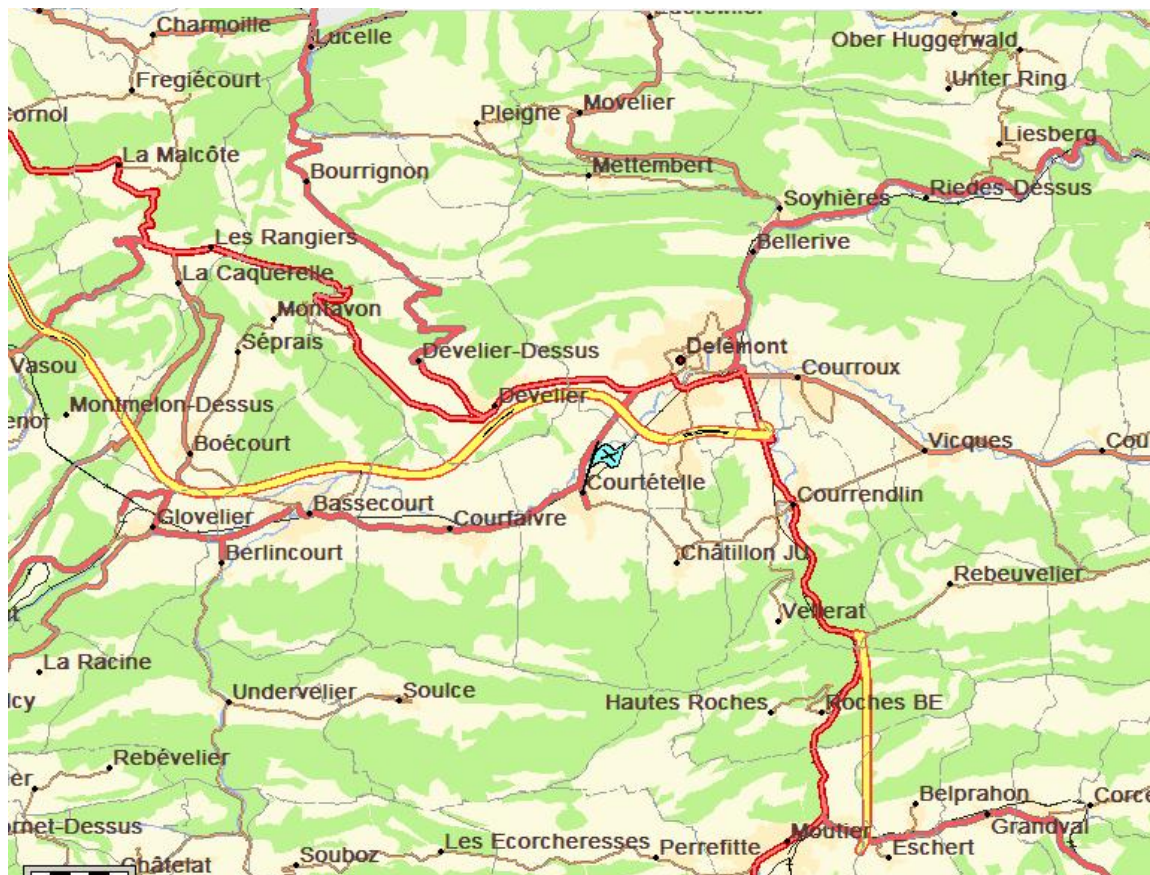 Charmoille
Lucelle
Ober Huggerwald
Fregiécourt
Unter Ring
Movelier
Pleigne
Liesberg
La Malcôte
Mettembert
Bourrignon
Riedes-Dessus
Soyhières
Les Rangiers
Bellerive
La Caquerelle
Montavon
Séprais
Develier-Dessus
Delémont
Courroux
Vasou
Develier
Montmelon-Dessus
Boécourt
Vicques
Cou
Courtételle
Bassecourt
Courrendlin
Glovelier
Courfaivre
Berlincourt
Châtillon JU
Rebeuvelier
Vellerat
La Racine
Undervelier
Soulce
Hautes Roches
Roches BE
Rebévelier
Belprahon
Corce
Grandval
Moutier
Les Ecorcheresses
Perrefitte
Eschert
Souboz
Châtelat